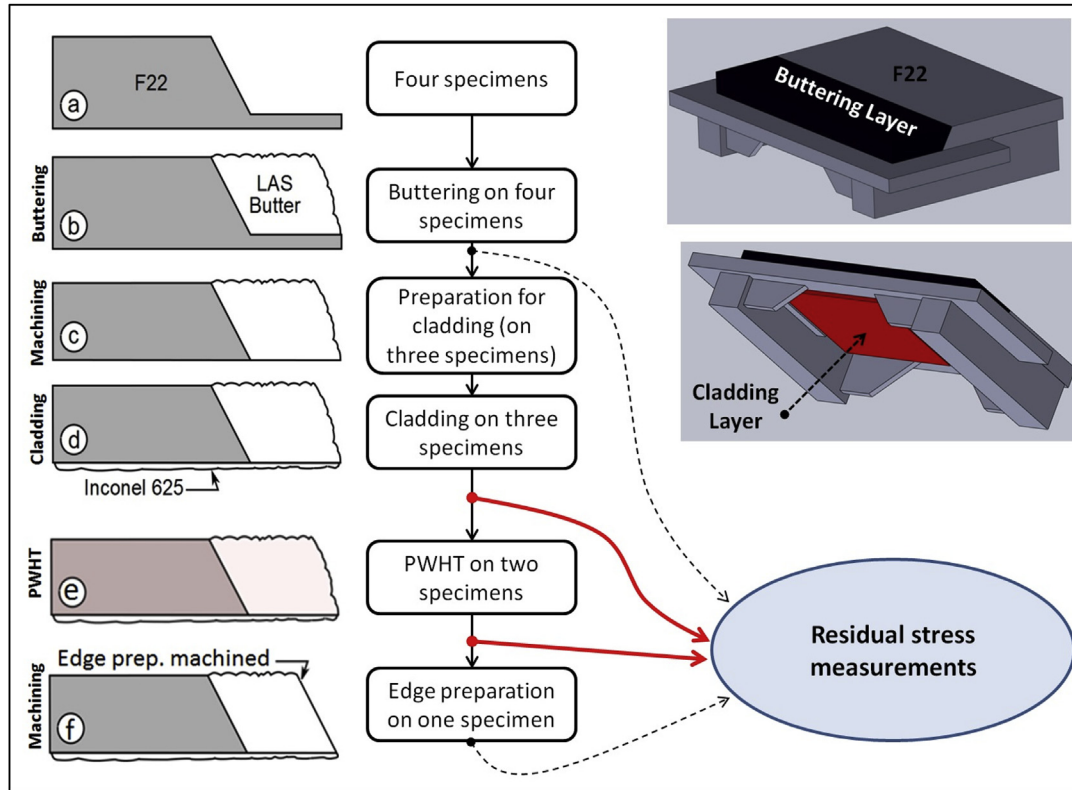 F22
a
Four specimens
Buttering
LAS
Butter
b
Buttering on four
specimens
Machining
c
Preparation for
cladding (on
three specimens)
Cladding
d
Inconel 625
Cladding on three
specimens
PWHT
e
PWHT on two
specimens
Edge prep. machined
Machining
f
Edge preparation
on one specimen
F22
Buttering Layer
Cladding
Layer
Residual stress
measurements